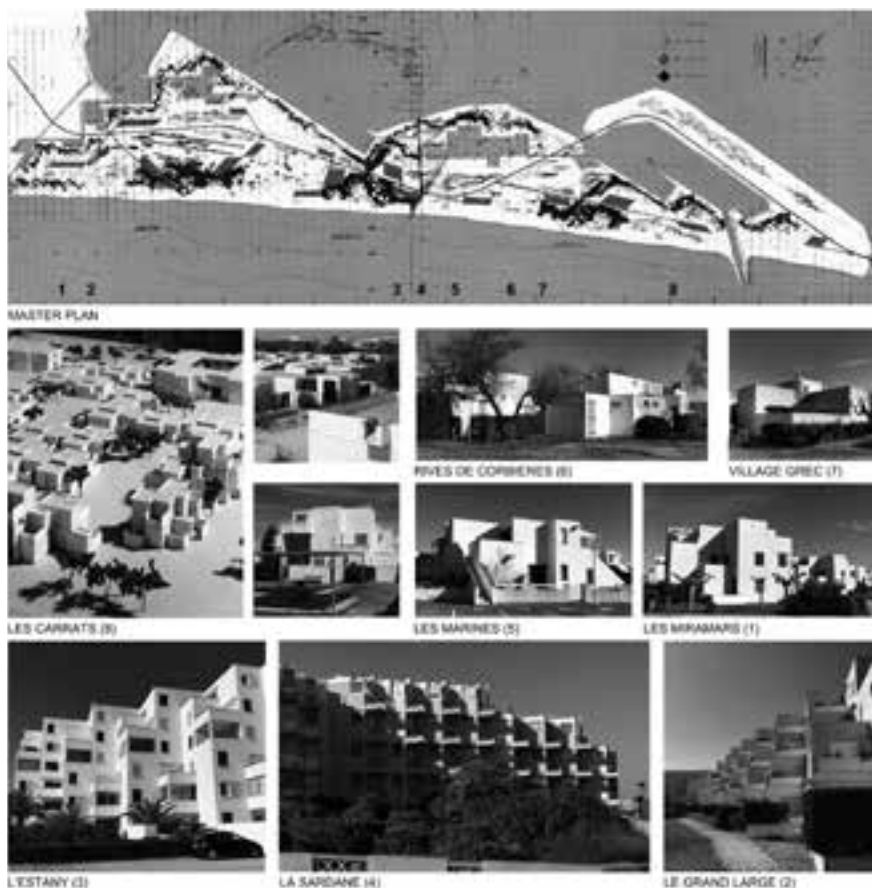 1 2 3 4 5 6 7 8
MASTER PLAN
RIVES DE CORBIERES (6)
VILLAGE GREC (7)
LES CARRATS (8)
LES MARINES (5)
LES MIRAMARS (1)
L'ESTANY (3)
LA SARDANE (4)
LE GRAND LARGE (2)